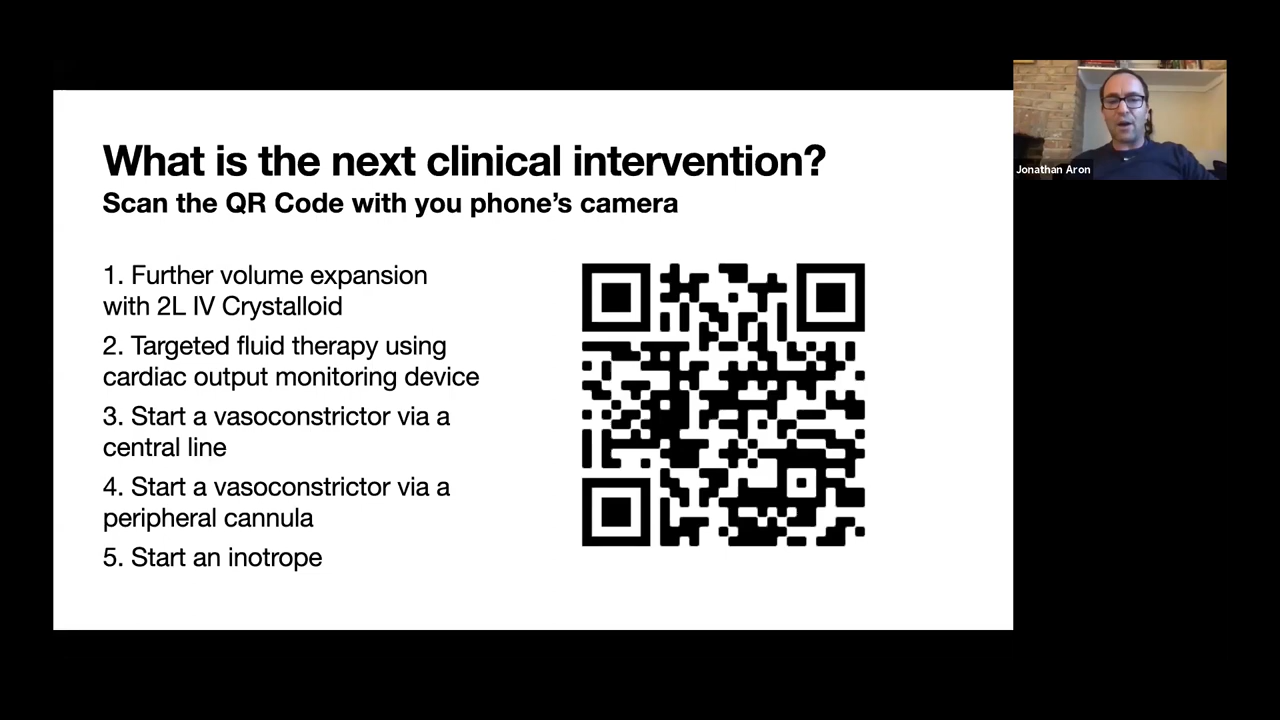 What is the next clinical intervention?
Scan the QR Code with you phone's camera
1. Further volume expansion
with 2L IV Crystalloid
2. Targeted fluid therapy using
cardiac output monitoring device
3. Start a vasoconstrictor via a
central line
4. Start a vasoconstrictor via a
peripheral cannula
5. Start an inotrope
Jonathan Aron